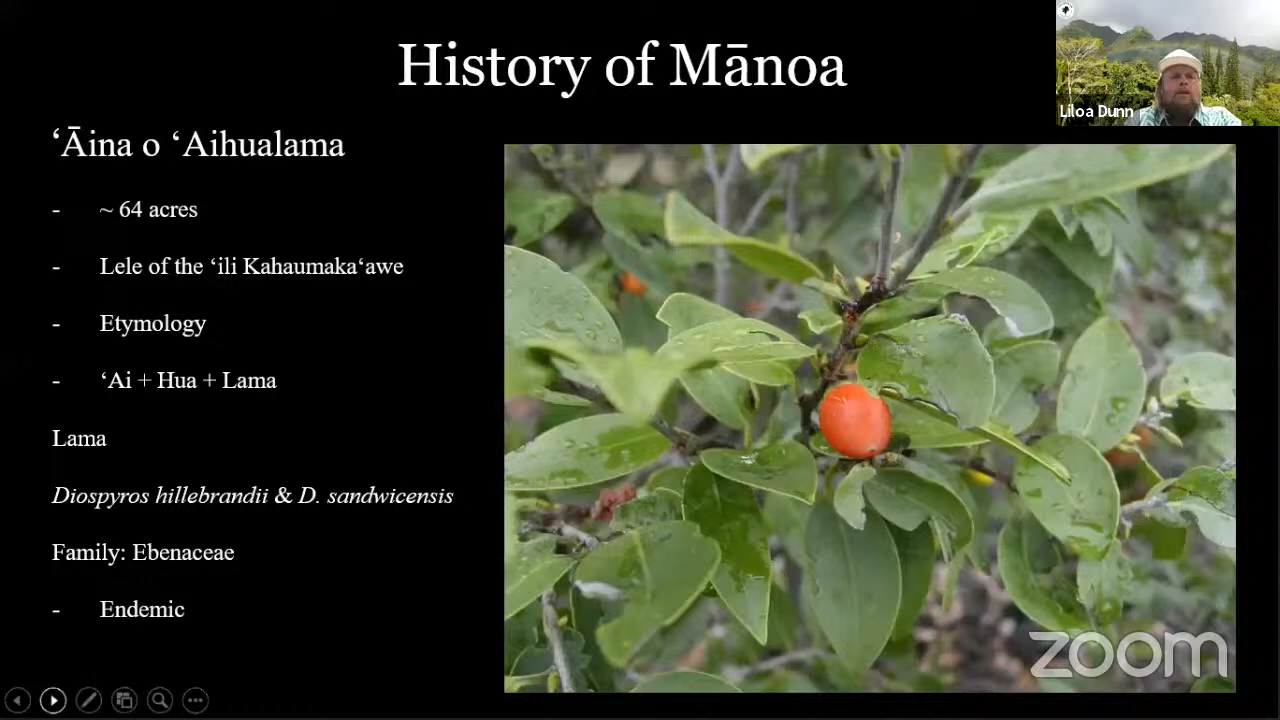 History of Mānoa
Liloa Dunn
ʻĀina o ʻAihualama
- ~ 64 acres
- Lele of the ʻili Kahaumakaʻawe
- Etymology
- ʻAi + Hua + Lama
Lama
Diospyros hillebrandii & D. sandwicensis
Family: Ebenaceae
- Endemic
zoom